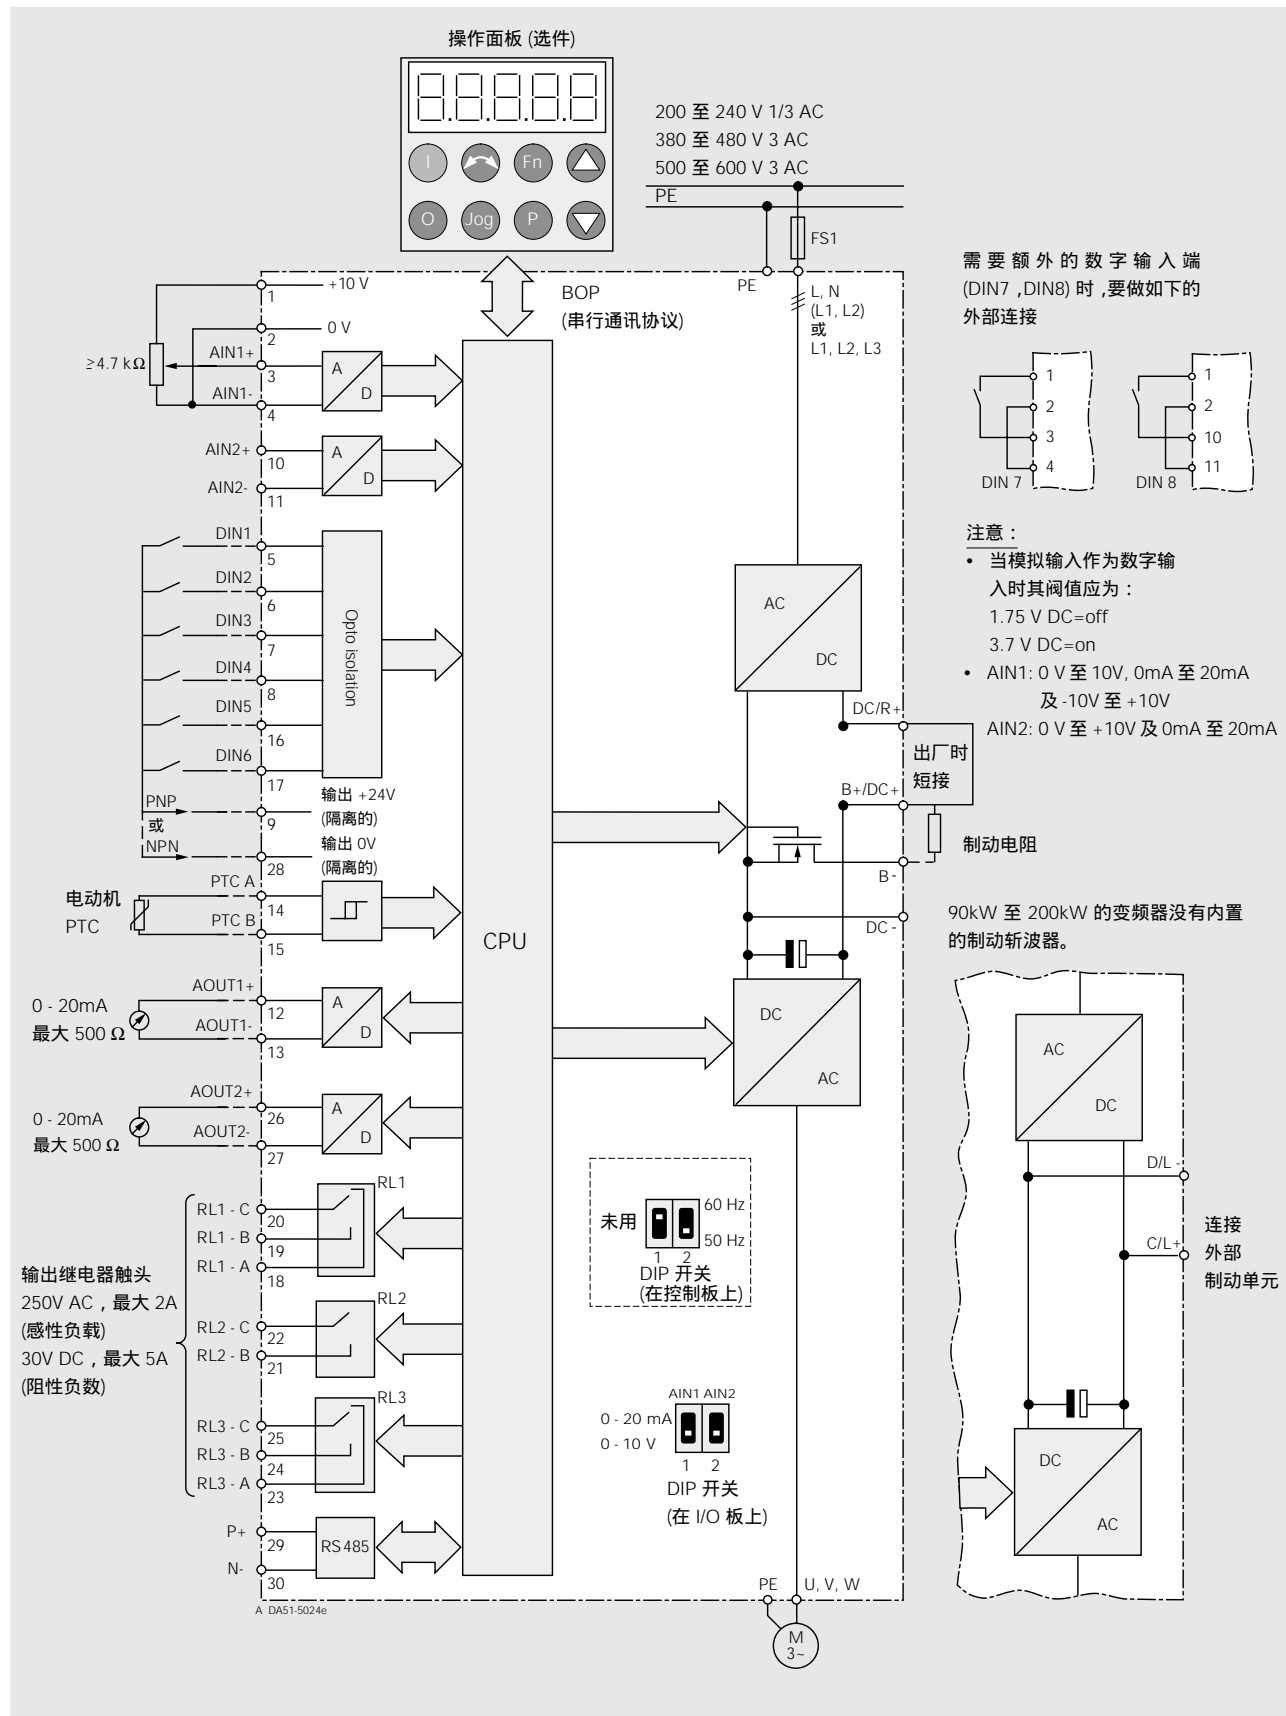 操作面板 (选件)
I
Fn
O
Jog
P
200 至 240 V 1/3 AC
380 至 480 V 3 AC
500 至 600 V 3 AC
PE
FS1
PE
L, N
(L1, L2)
或
L1, L2, L3
BOP
(串行通讯协议)
1
+10 V
2
0 V
≥4.7 kΩ
AIN1+
3
AIN1-
4
A
D
AIN2+
10
AIN2-
11
A
D
DIN1
5
DIN2
6
DIN3
7
DIN4
8
DIN5
16
DIN6
17
Opto isolation
PNP
或
NPN
9
输出 +24V
(隔离的)
28
输出 0V
(隔离的)
电动机
PTC
PTC A
14
PTC B
15
CPU
0 - 20mA
最大 500 Ω
AOUT1+
12
AOUT1-
13
A
D
0 - 20mA
最大 500 Ω
AOUT2+
26
AOUT2-
27
A
D
输出继电器触头
250V AC，最大 2A
(感性负载)
30V DC，最大 5A
(阻性负数)
RL1
RL1 - C
20
RL1 - B
19
RL1 - A
18
RL2
RL2 - C
22
RL2 - B
21
RL3
RL3 - C
25
RL3 - B
24
RL3 - A
23
P+
29
N-
30
RS485
A DA51-5024e
AC
DC
DC/R+
出厂时
短接
B+/DC+
制动电阻
B-
DC-
DC
AC
未用
60 Hz
50 Hz
1 2
DIP 开关
(在控制板上)
AIN1 AIN2
0 - 20 mA
0 - 10 V
1 2
DIP 开关
(在 I/O 板上)
PE
U, V, W
M
3~
需要额外的数字输入端
(DIN7 ,DIN8) 时 ,要做如下的
外部连接
1
2
3
4
DIN 7
1
2
10
11
DIN 8
注意：
• 当模拟输入作为数字输
入时其阀值应为：
1.75 V DC=off
3.7 V DC=on
• AIN1: 0 V 至 10V, 0mA 至 20mA
及 -10V 至 +10V
AIN2: 0 V 至 +10V 及 0mA 至 20mA
90kW 至 200kW 的变频器没有内置
的制动斩波器。
AC
DC
D/L -
C/L+
连接
外部
制动单元
DC
AC